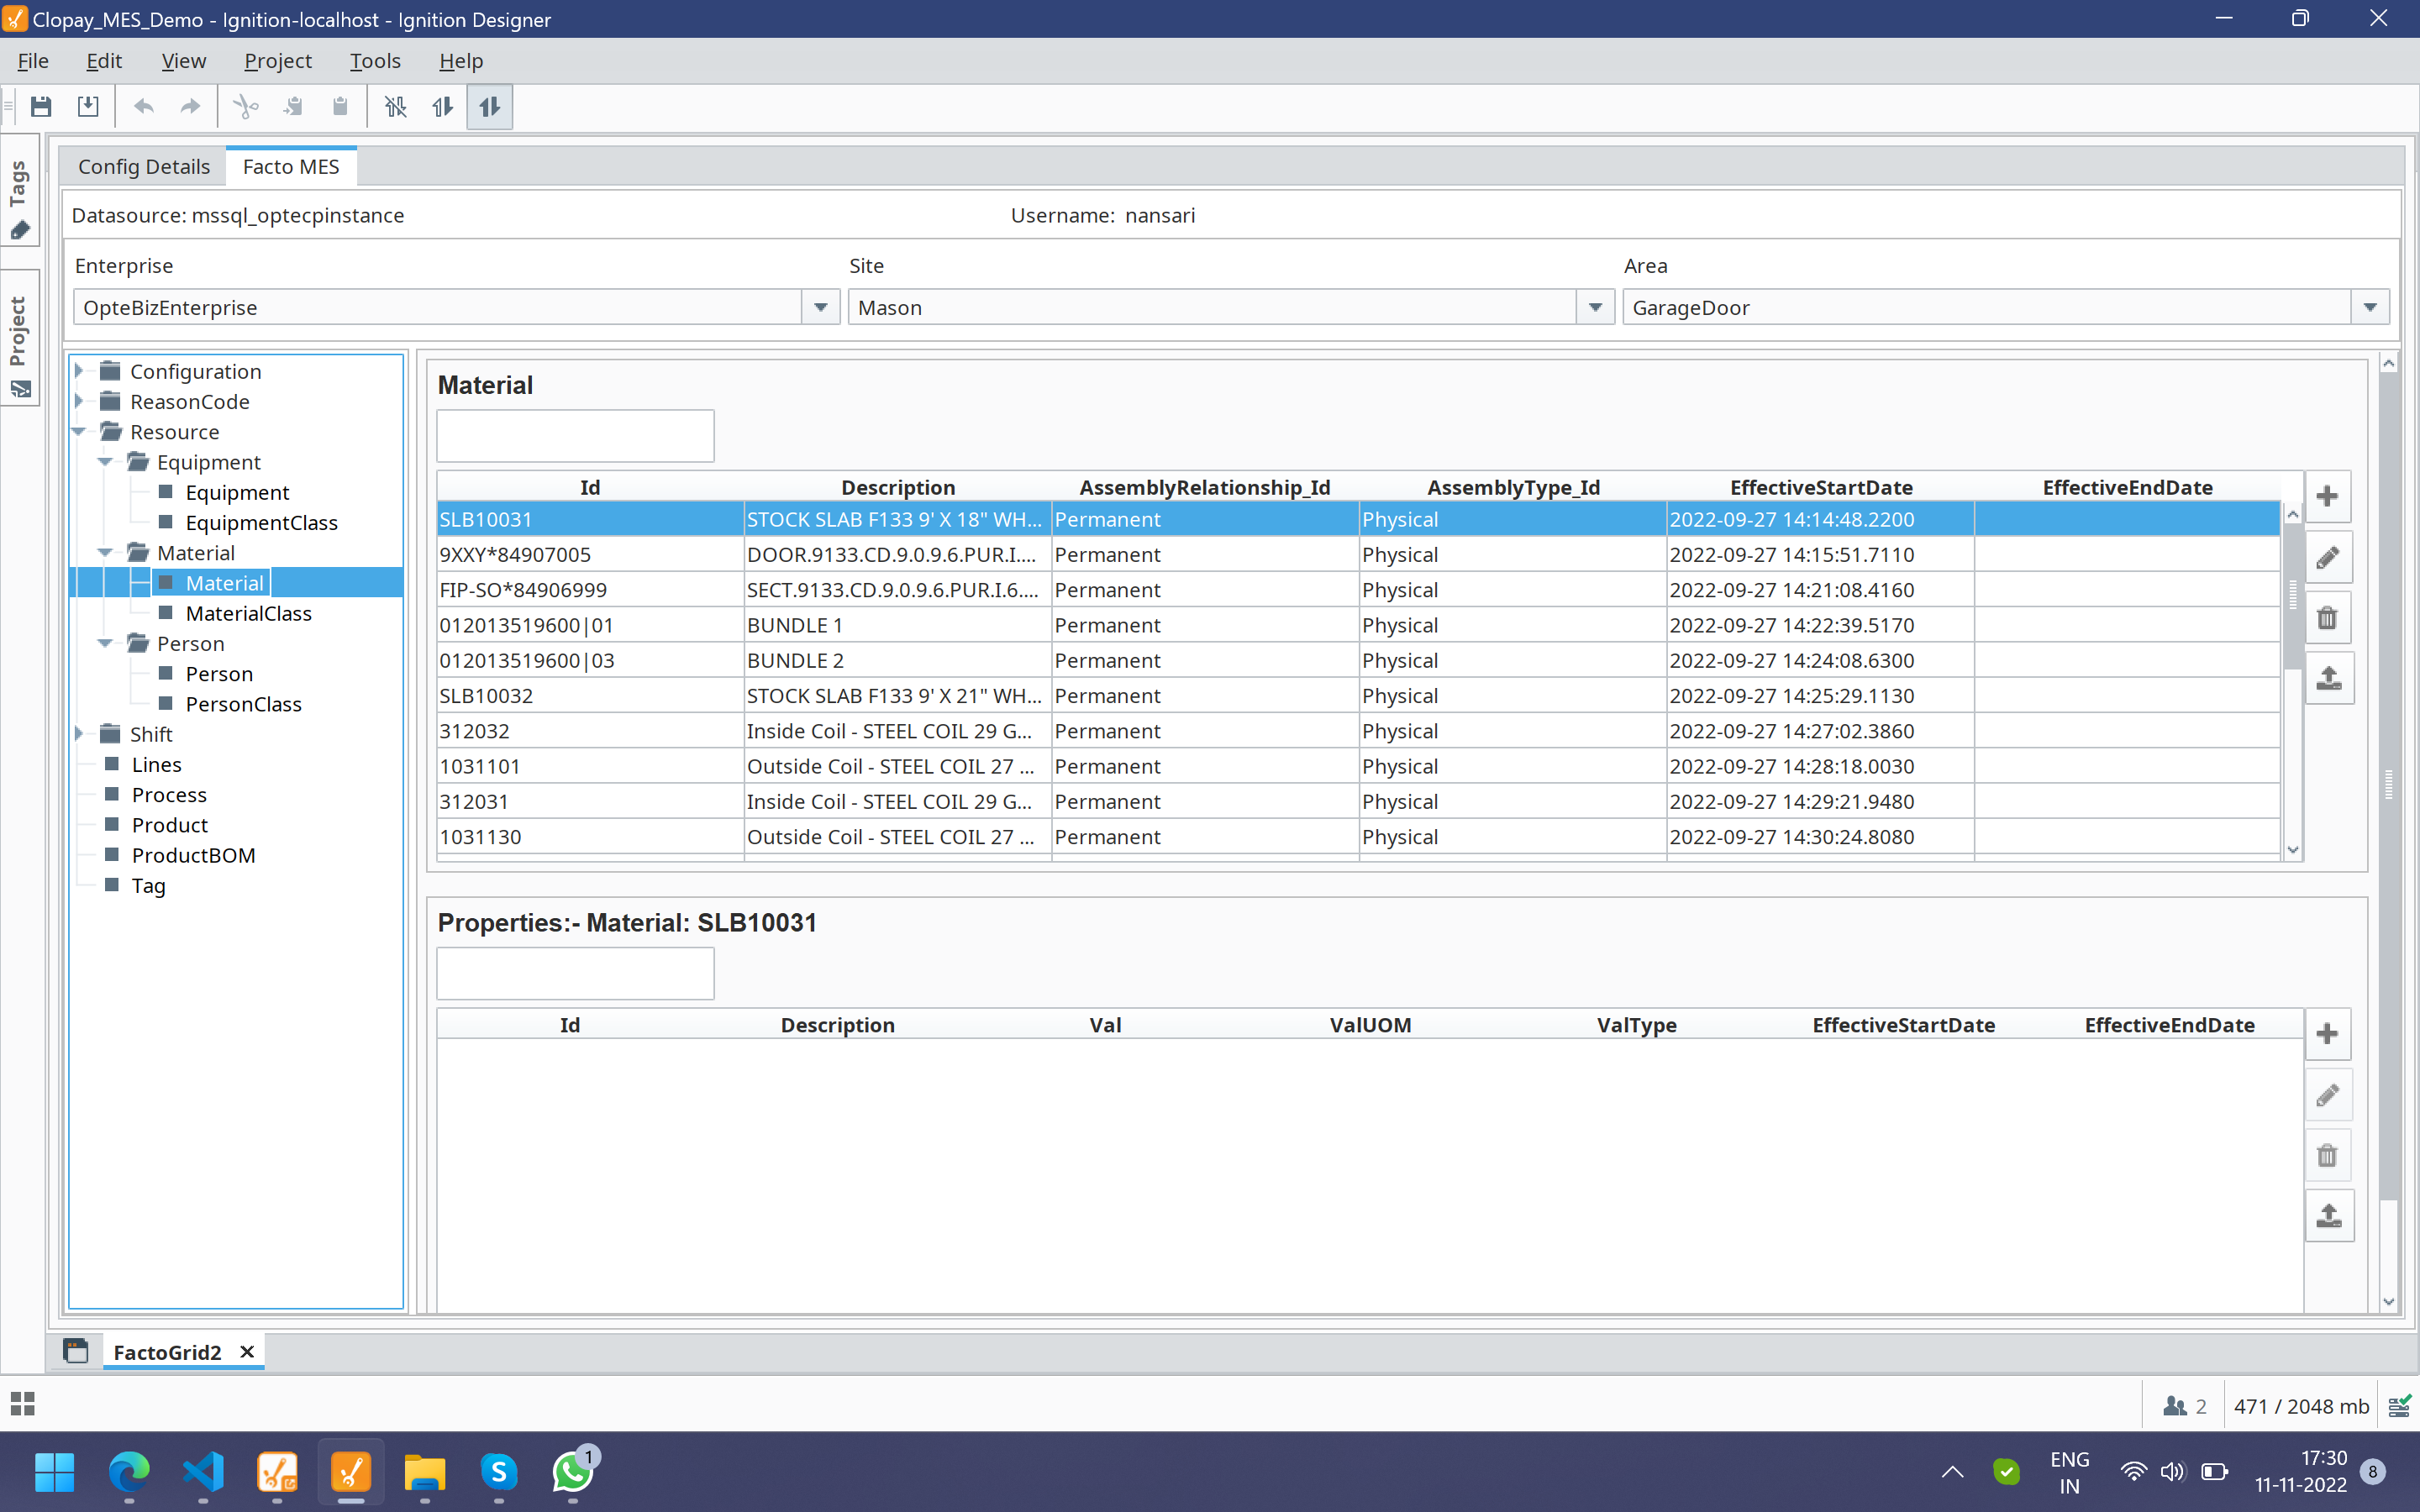 Clopay_MES_Demo - Ignition-localhost - Ignition Designer
File Edit View Project Tools Help
Tags
Project
Config Details Facto MES
Datasource: mssql_optecpinstance Username: nansari
Enterprise Site Area
OpteBizEnterprise Mason GarageDoor
Configuration
ReasonCode
Resource
Equipment
Equipment
EquipmentClass
Material
Material
MaterialClass
Person
Person
PersonClass
Shift
Lines
Process
Product
ProductBOM
Tag
Material
Id Description AssemblyRelationship_Id AssemblyType_Id EffectiveStartDate EffectiveEndDate
SLB10031 STOCK SLAB F133 9' X 18" WH... Permanent Physical 2022-09-27 14:14:48.2200
9XXY*84907005 DOOR.9133.CD.9.0.9.6.PUR.I.... Permanent Physical 2022-09-27 14:15:51.7110
FIP-SO*84906999 SECT.9133.CD.9.0.9.6.PUR.I.6.... Permanent Physical 2022-09-27 14:21:08.4160
012013519600|01 BUNDLE 1 Permanent Physical 2022-09-27 14:22:39.5170
012013519600|03 BUNDLE 2 Permanent Physical 2022-09-27 14:24:08.6300
SLB10032 STOCK SLAB F133 9' X 21" WH... Permanent Physical 2022-09-27 14:25:29.1130
312032 Inside Coil - STEEL COIL 29 G... Permanent Physical 2022-09-27 14:27:02.3860
1031101 Outside Coil - STEEL COIL 27 ... Permanent Physical 2022-09-27 14:28:18.0030
312031 Inside Coil - STEEL COIL 29 G... Permanent Physical 2022-09-27 14:29:21.9480
1031130 Outside Coil - STEEL COIL 27 ... Permanent Physical 2022-09-27 14:30:24.8080
Properties:- Material: SLB10031
Id Description Val ValUOM ValType EffectiveStartDate EffectiveEndDate
FactoGrid2
2 471 / 2048 mb
S 1
ENG
IN
17:30
11-11-2022
8